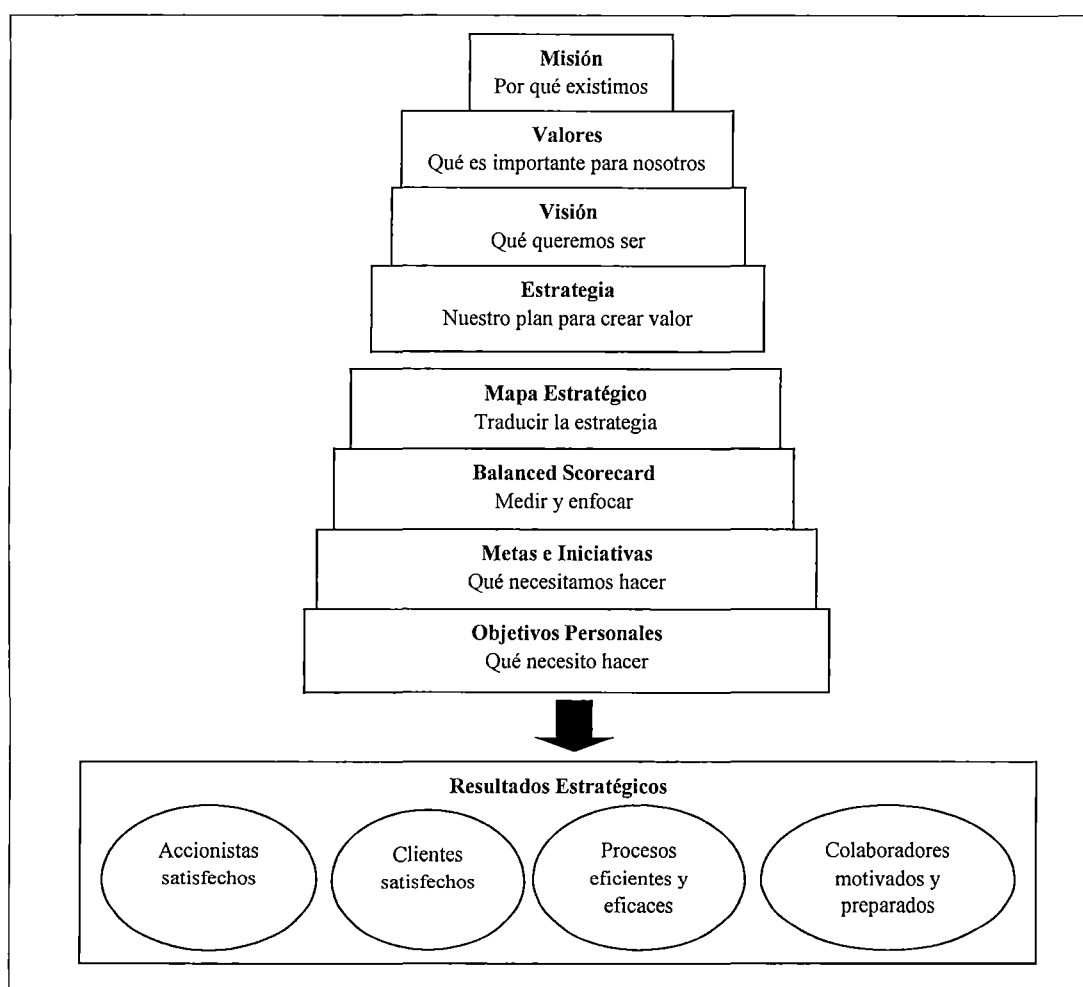 Misión
Por qué existimos
Valores
Qué es importante para nosotros
Visión
Qué queremos ser
Estrategia
Nuestro plan para crear valor
Mapa Estratégico
Traducir la estrategia
Balanced Scorecard
Medir y enfocar
Metas e Iniciativas
Qué necesitamos hacer
Objetivos Personales
Qué necesito hacer
Resultados Estratégicos
Accionistas
satisfechos
Clientes
satisfechos
Procesos
eficientes y
eficaces
Colaboradores
motivados y
preparados